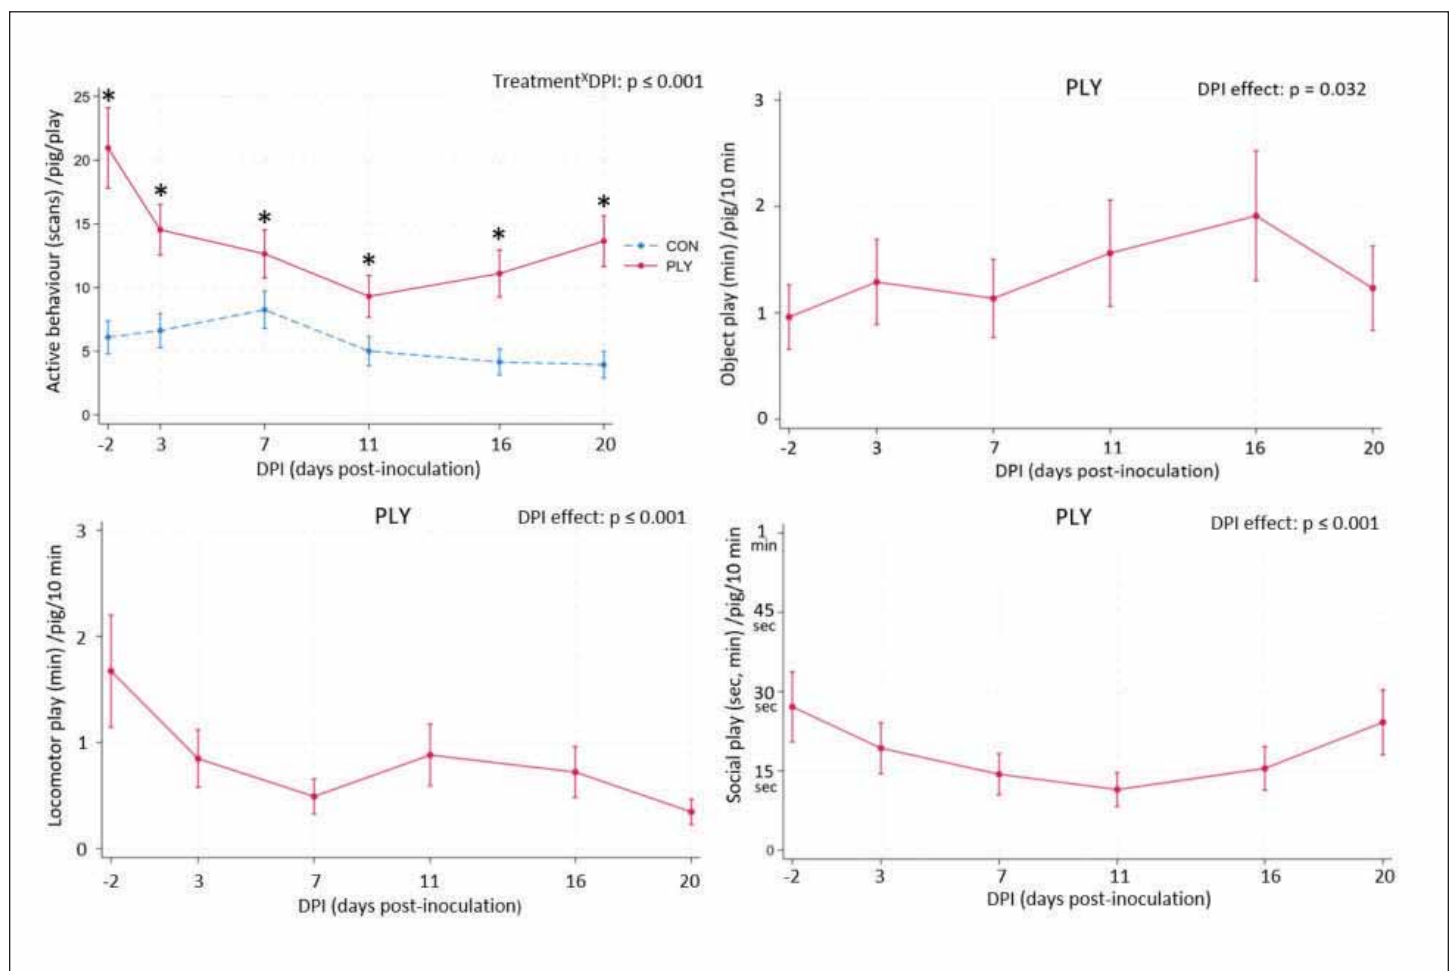 Treatment^XDPI: p ≤ 0.001
Active behaviour (scans) /pig/play
25
20
15
10
5
0
*
*
*
*
*
*
CON
PLY
-2 3 7 11 16 20
DPI (days post-inoculation)
PLY
DPI effect: p = 0.032
Object play (min) /pig/10 min
3
2
1
0
-2 3 7 11 16 20
DPI (days post-inoculation)
PLY
DPI effect: p ≤ 0.001
Locomotor play (min) /pig/10 min
3
2
1
0
-2 3 7 11 16 20
DPI (days post-inoculation)
PLY
DPI effect: p ≤ 0.001
Social play (sec, min) /pig/10 min
1
min
45
sec
30
sec
15
sec
0
-2 3 7 11 16 20
DPI (days post-inoculation)